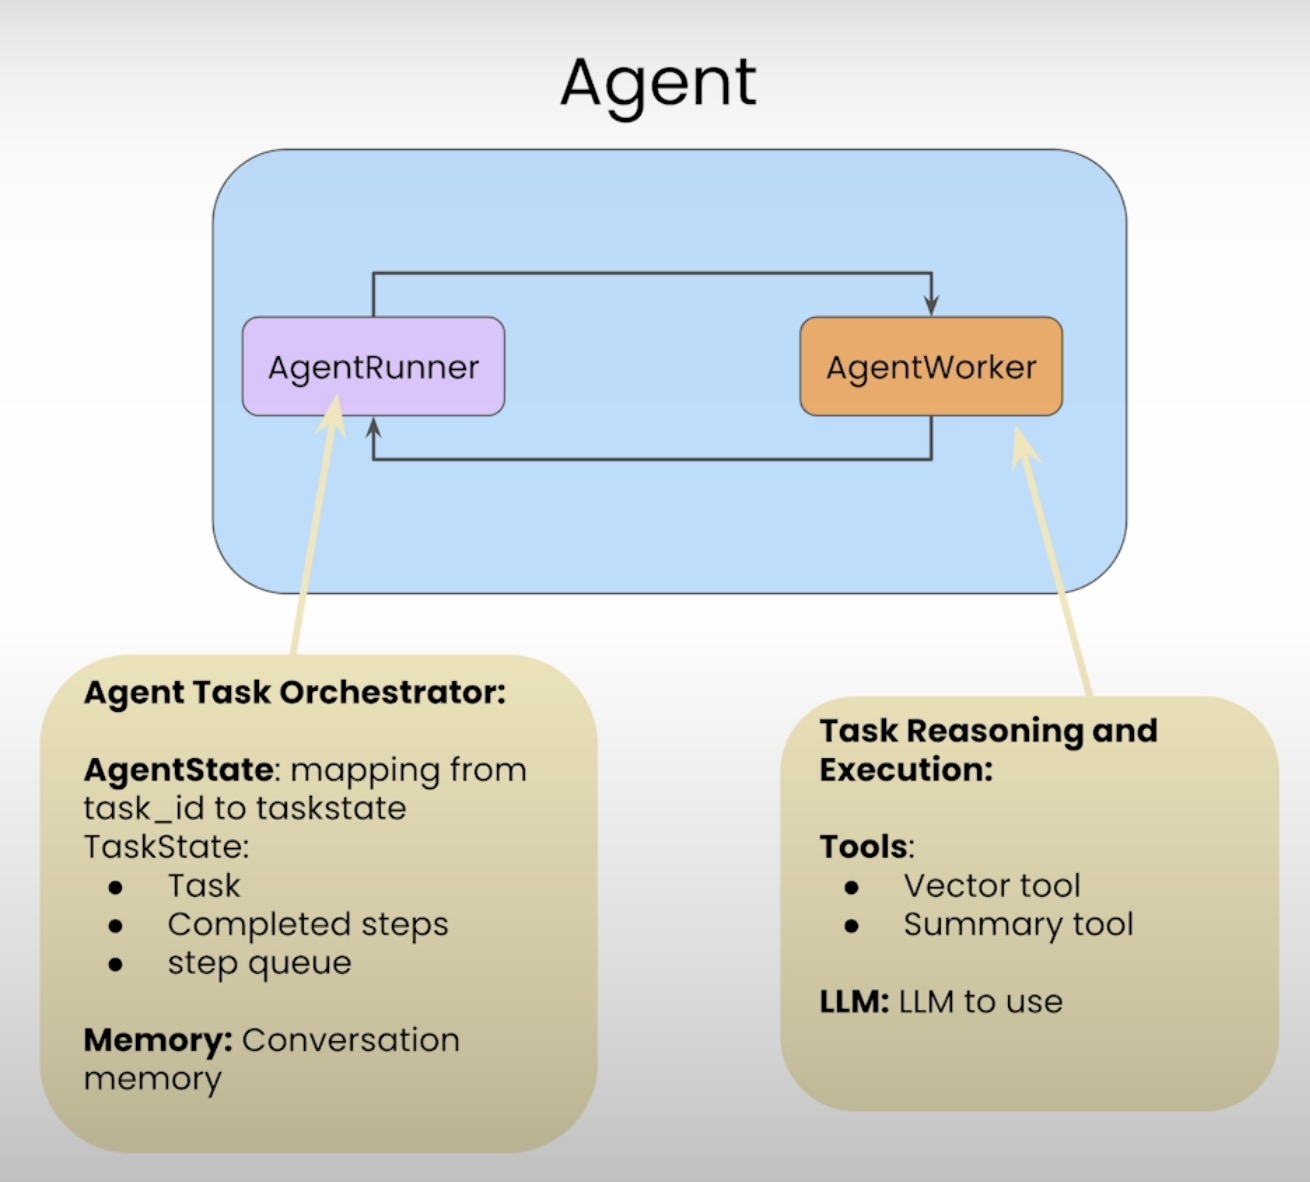 Agent
AgentRunner
AgentWorker
Agent Task Orchestrator:
AgentState: mapping from
task_id to taskstate
TaskState:
● Task
● Completed steps
● step queue
Memory: Conversation
memory
Task Reasoning and
Execution:
Tools:
● Vector tool
● Summary tool
LLM: LLM to use